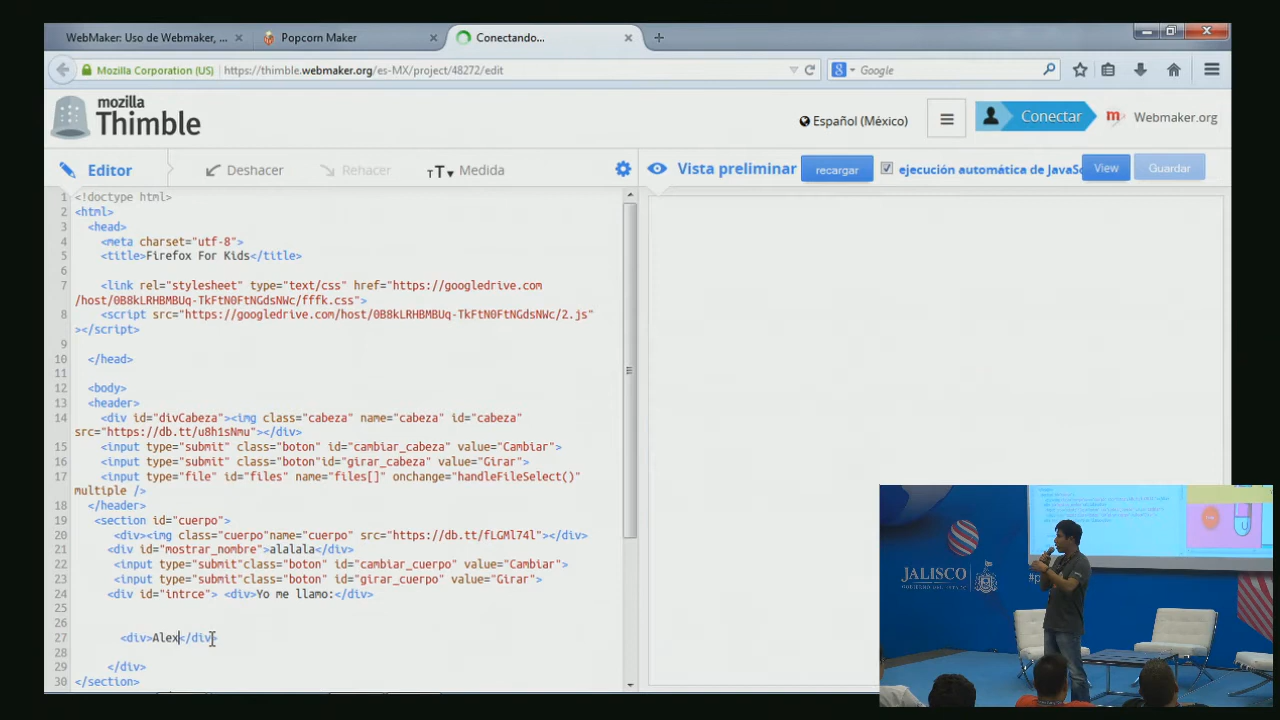 WebMaker: Uso de Webmaker, ...
Popcorn Maker
Conectando...
Mozilla Corporation (US)
https://thimble.webmaker.org/es-MX/project/48272/edit
Google
mozilla
Thimble
Español (México)
Conectar
Webmaker.org
Editor
Deshacer
Rehacer
Medida
Vista preliminar
recargar
ejecución automática de JavaSc
View
Guardar
1 <!doctype html>
2 <html>
3 <head>
4 <meta charset="utf-8">
5 <title>Firefox For Kids</title>
6
7 <link rel="stylesheet" type="text/css" href="https://googledrive.com
/host/0B8kLRHBMBUq-TkFtN0FtNGdsNWc/fffk.css">
8 <script src="https://googledrive.com/host/0B8kLRHBMBUq-TkFtN0FtNGdsNWc/2.js"
></script>
9
10 </head>
11
12 <body>
13 <header>
14 <div id="divCabeza"><img class="cabeza" name="cabeza" id="cabeza"
src="https://db.tt/u8h1sNmu"></div>
15 <input type="submit" class="boton" id="cambiar_cabeza" value="Cambiar">
16 <input type="submit" class="boton"id="girar_cabeza" value="Girar">
17 <input type="file" id="files" name="files[]" onchange="handleFileSelect()"
multiple />
18 </header>
19 <section id="cuerpo">
20 <div><img class="cuerpo"name="cuerpo" src="https://db.tt/fLGMl74l"></div>
21 <div id="mostrar_nombre">alalala</div>
22 <input type="submit"class="boton" id="cambiar_cuerpo" value="Cambiar">
23 <input type="submit"class="boton" id="girar_cuerpo" value="Girar">
24 <div id="intrce"> <div>Yo me llamo:</div>
25
26
27 <div>Alex</div>
28
29 </div>
30 </section>
JALISCO
GOBIERNO DEL ESTADO